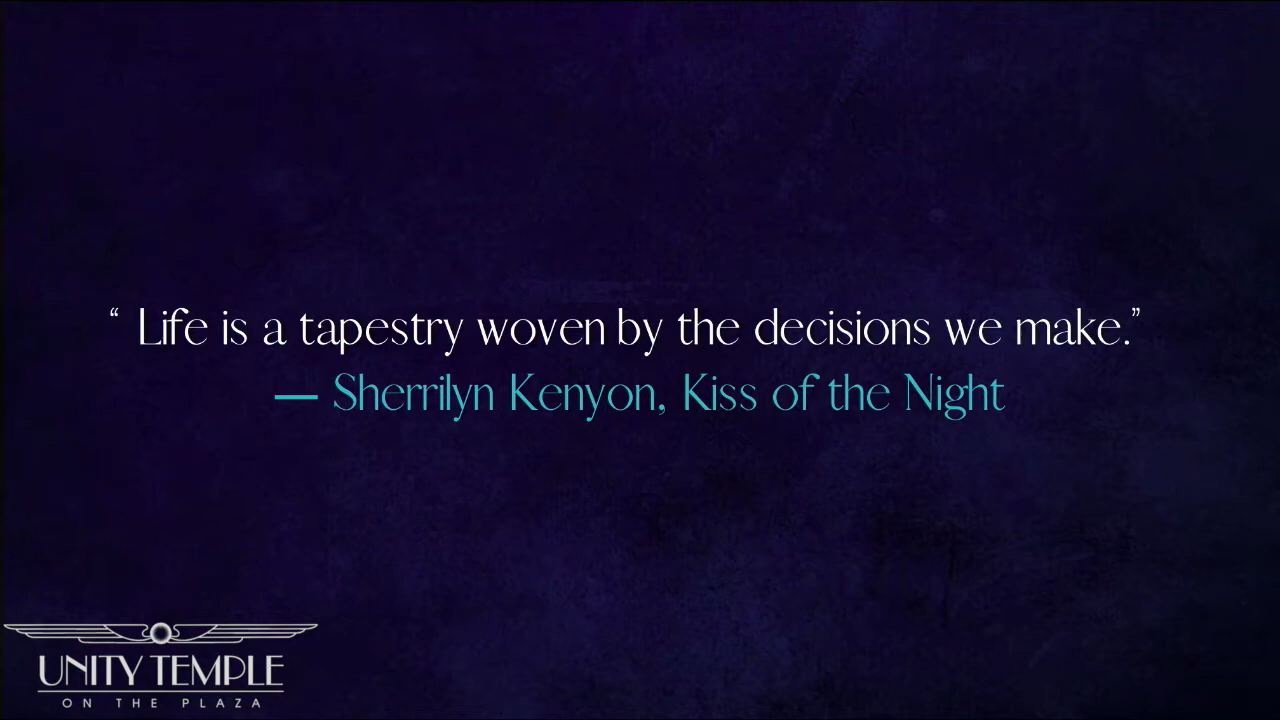 “ Life is a tapestry woven by the decisions we make.”
— Sherrilyn Kenyon, Kiss of the Night
UNITY TEMPLE
ON THE PLAZA